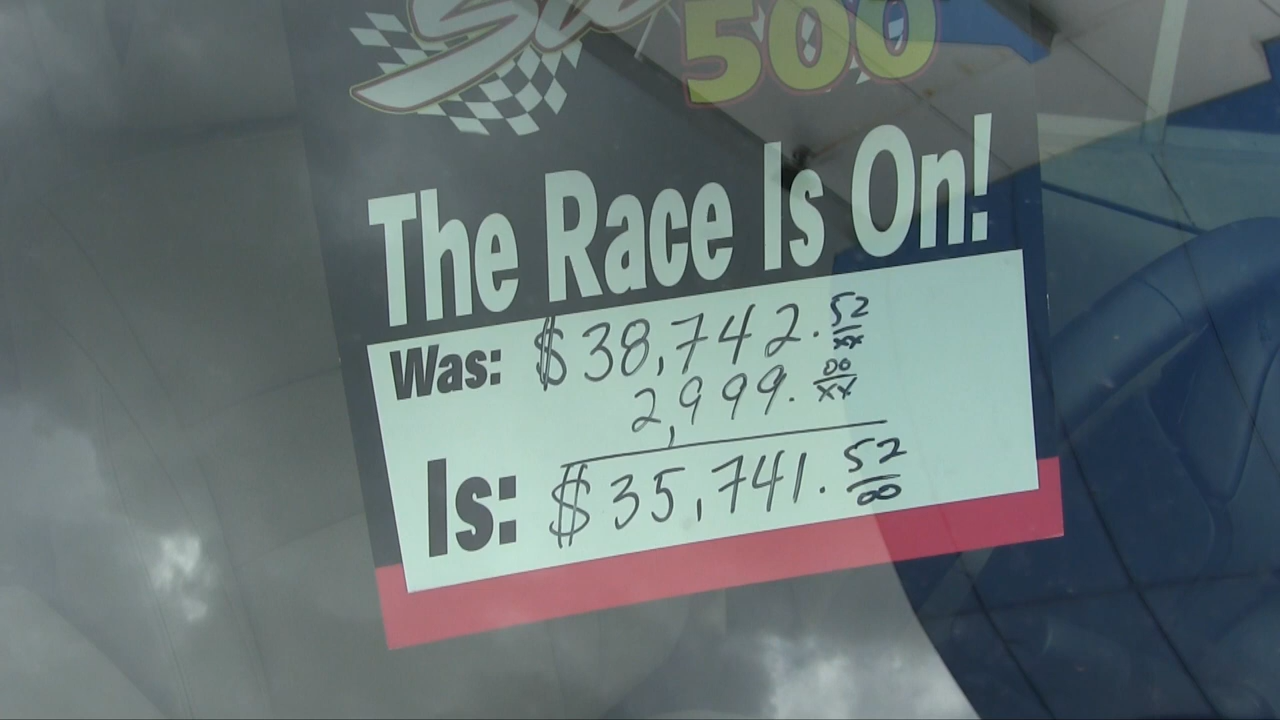 500
The Race Is On!
Was: $38,742.52/xx
2,999.00/xx
Is: $35,741.52/00